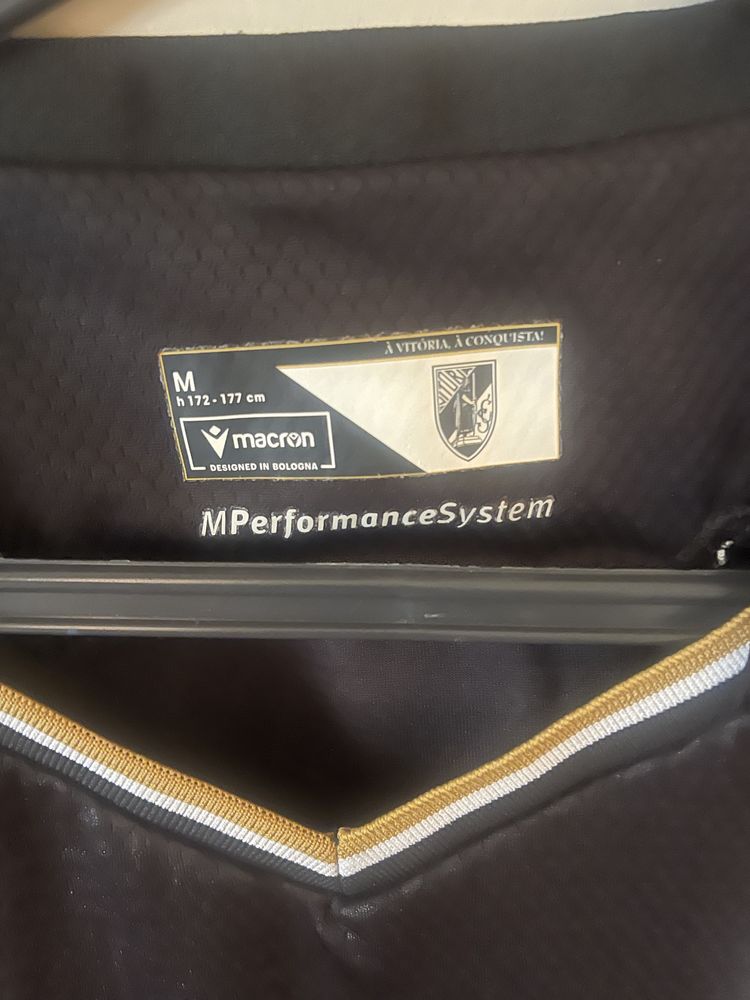 À VITÓRIA, À CONQUISTA!
M
h 172 - 177 cm
macron
DESIGNED IN BOLOGNA
MPerformanceSystem